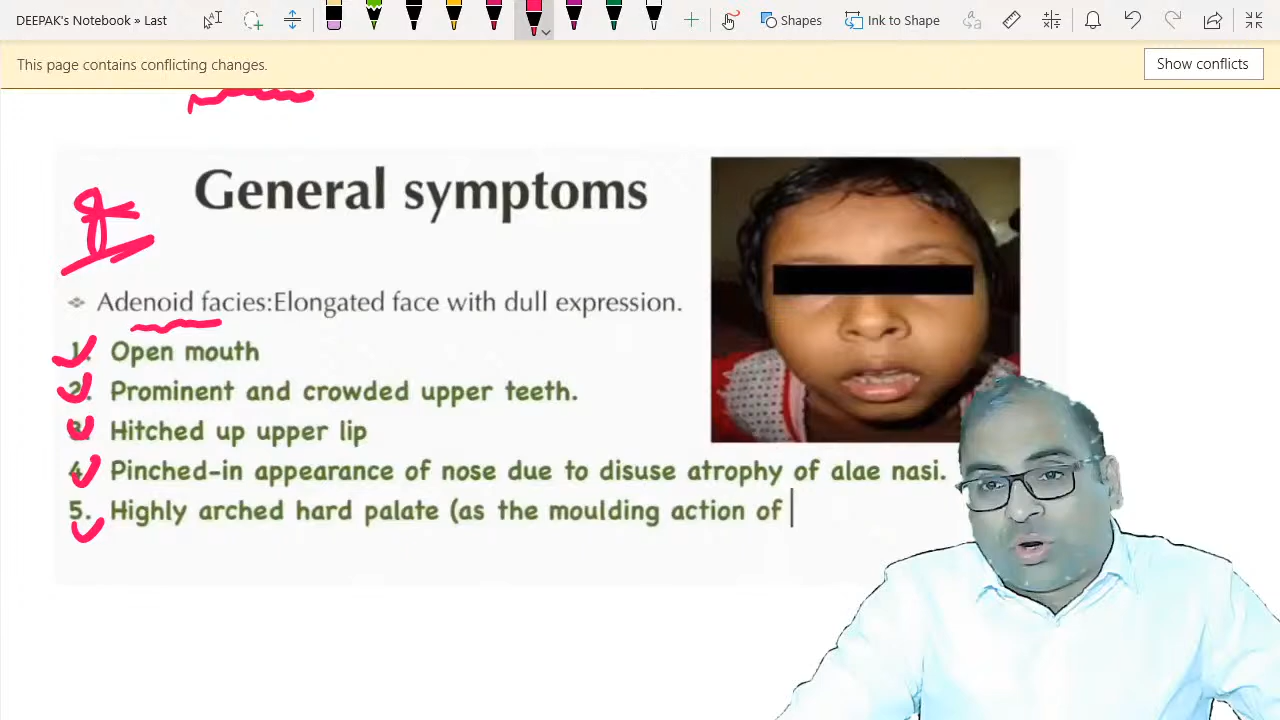 DEEPAK's Notebook » Last
Shapes
Ink to Shape
This page contains conflicting changes.
Show conflicts
General symptoms
❖ Adenoid facies:Elongated face with dull expression.
1. Open mouth
2. Prominent and crowded upper teeth.
3. Hitched up upper lip
4. Pinched-in appearance of nose due to disuse atrophy of alae nasi.
5. Highly arched hard palate (as the moulding action of